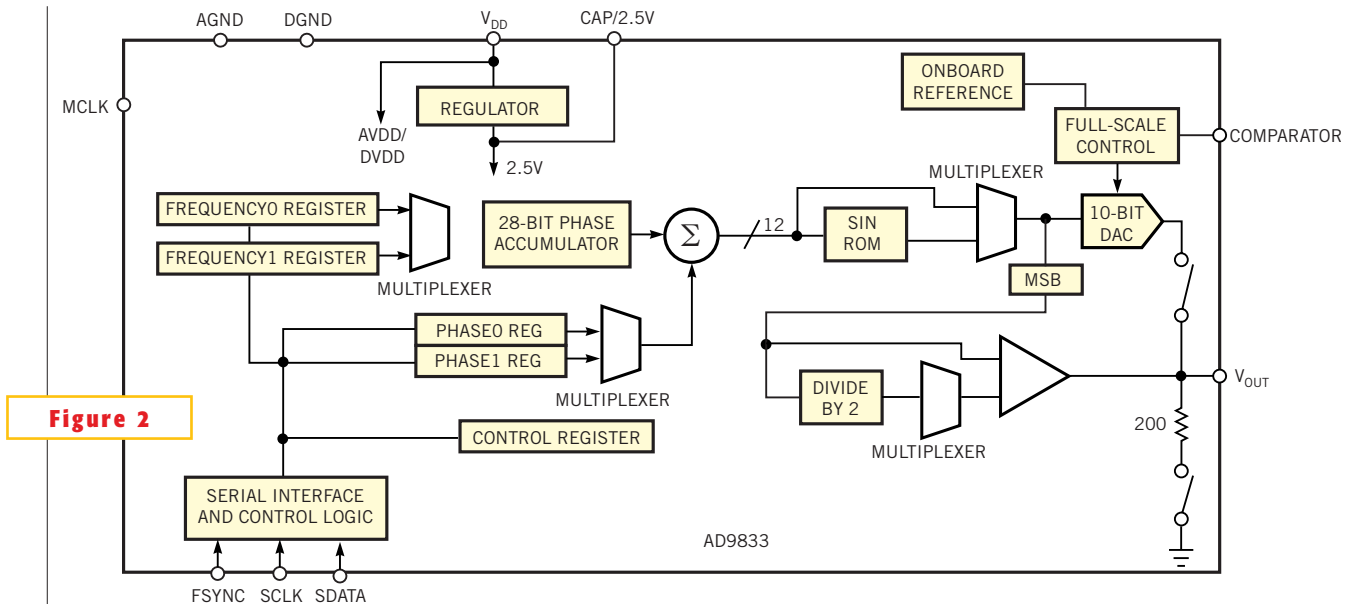 AGND
DGND
VDD
CAP/2.5V
MCLK
REGULATOR
AVDD/
DVDD
2.5V
ONBOARD
REFERENCE
FULL-SCALE
CONTROL
COMPARATOR
FREQUENCY0 REGISTER
FREQUENCY1 REGISTER
MULTIPLEXER
28-BIT PHASE
ACCUMULATOR
Σ
12
SIN
ROM
MULTIPLEXER
10-BIT
DAC
MSB
PHASE0 REG
PHASE1 REG
MULTIPLEXER
DIVIDE
BY 2
MULTIPLEXER
VOUT
200
Figure 2
CONTROL REGISTER
SERIAL INTERFACE
AND CONTROL LOGIC
AD9833
FSYNC
SCLK
SDATA